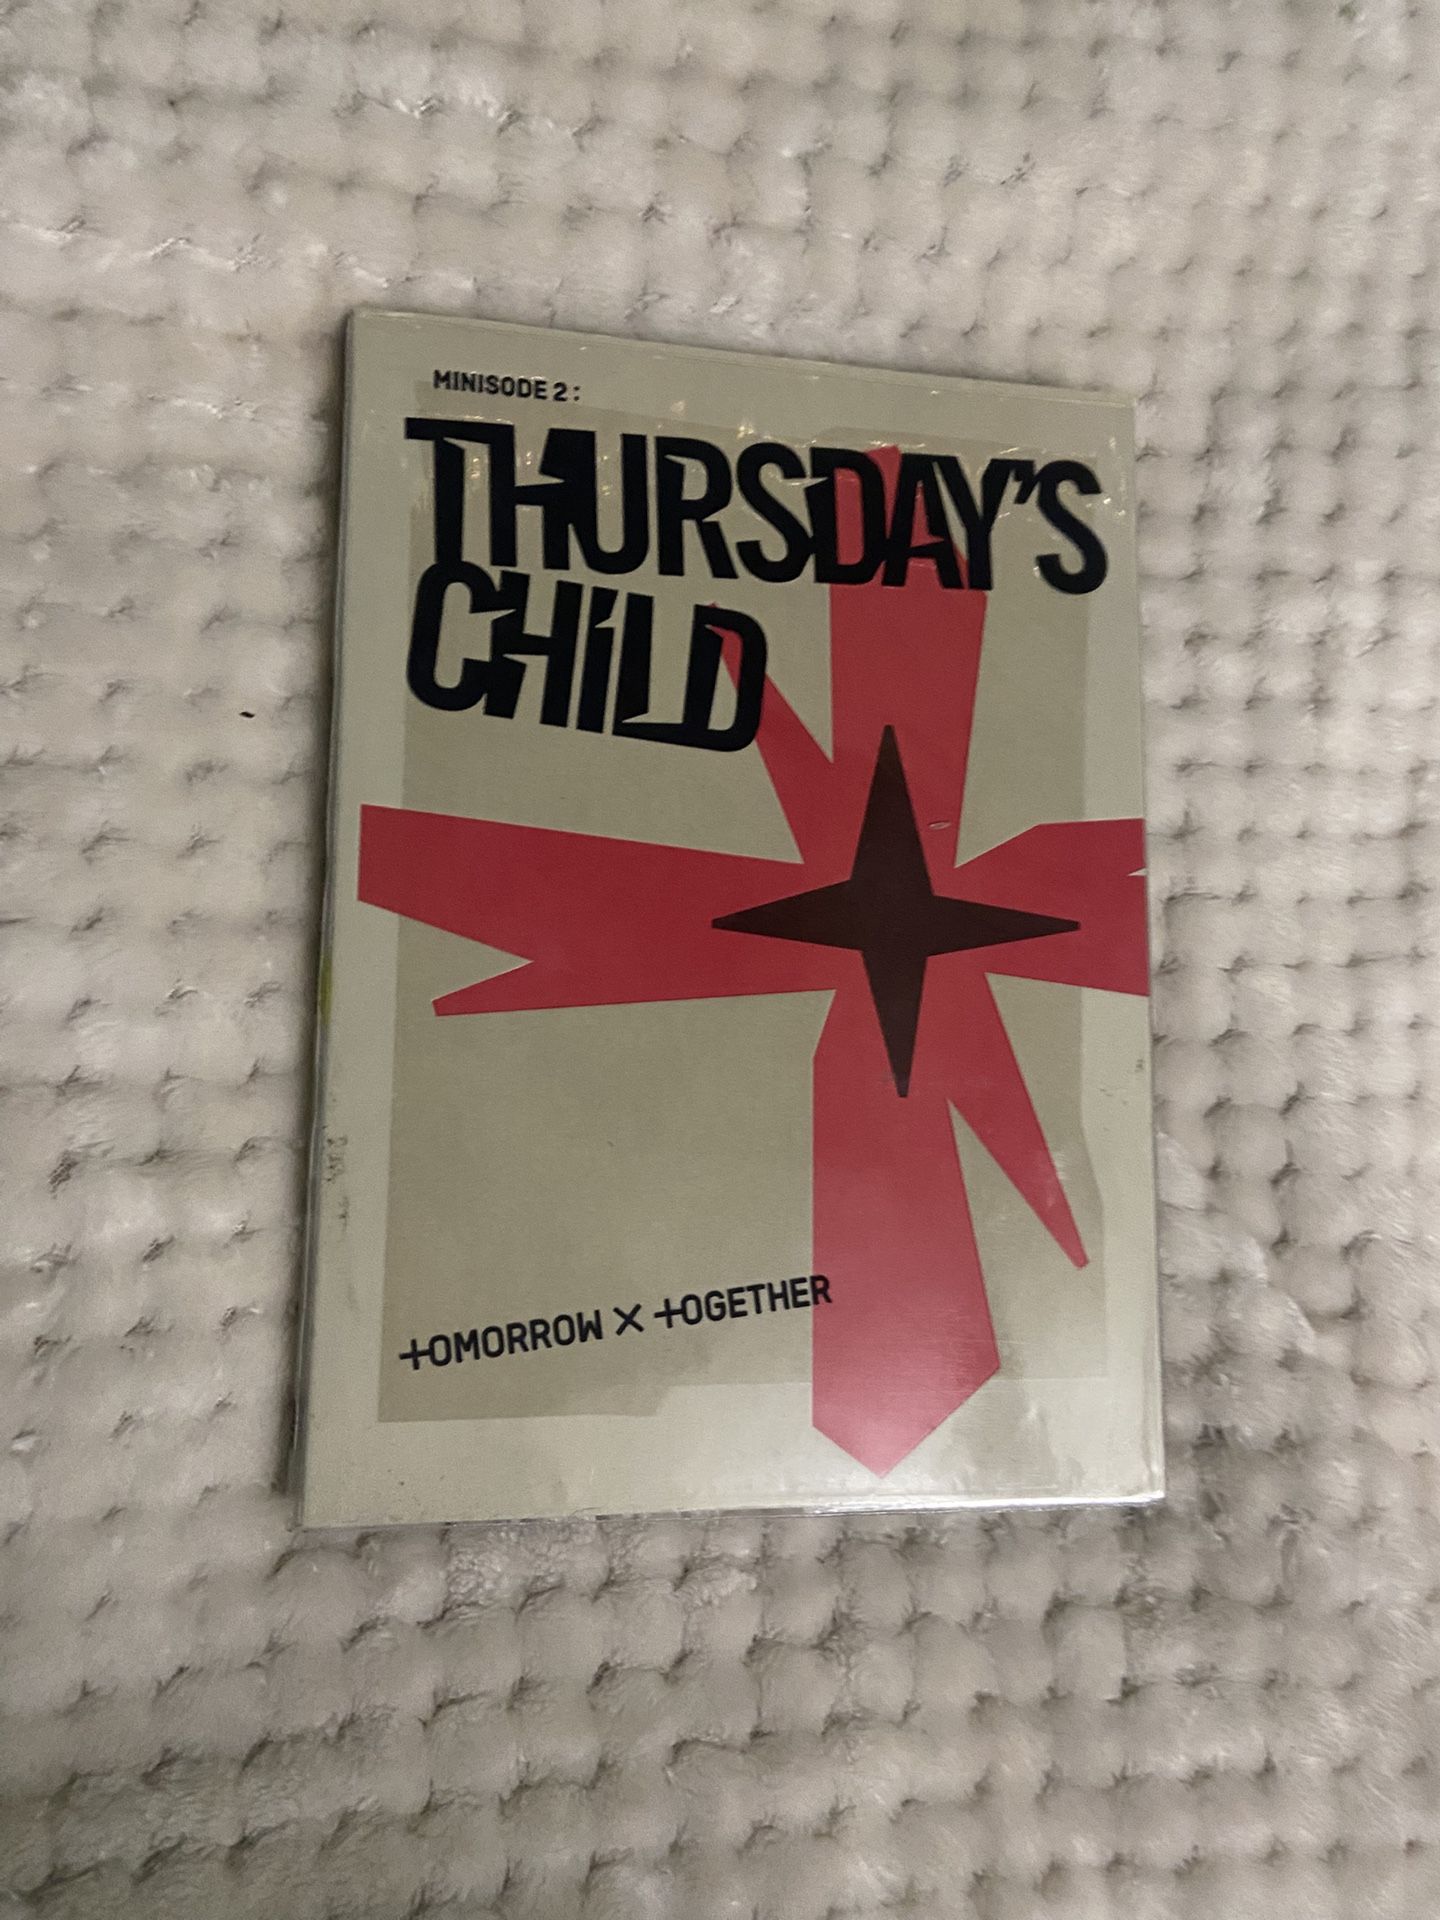 MINISODE 2:
THURSDAY'S
CHiLD
tOMORROW × tOGETHER